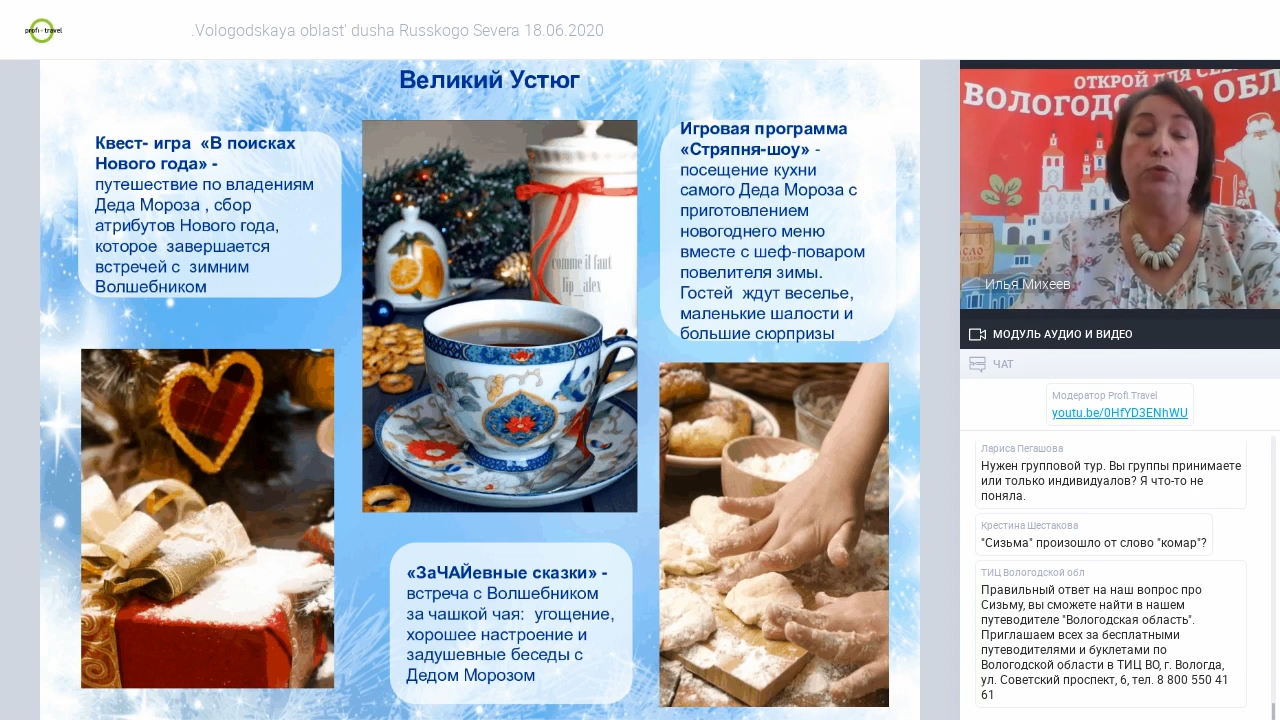 profi travel
.Vologodskaya oblast' dusha Russkogo Severa 18.06.2020
Великий Устюг
Квест- игра «В поисках
Нового года» -
путешествие по владениям
Деда Мороза , сбор
атрибутов Нового года,
которое завершается
встречей с зимним
Волшебником
comme il faut
lip_alex
Игровая программа
«Стряпня-шоу» -
посещение кухни
самого Деда Мороза с
приготовлением
новогоднего меню
вместе с шеф-поваром
повелителя зимы.
Гостей ждут веселье,
маленькие шалости и
большие сюрпризы
«ЗаЧАЙевные сказки» -
встреча с Волшебником
за чашкой чая: угощение,
хорошее настроение и
задушевные беседы с
Дедом Морозом
ОТКРОЙ ДЛЯ СЕБЯ
Илья Михеев
МОДУЛЬ АУДИО И ВИДЕО
ЧАТ
Модератор Profi.Travel
youtu.be/0HfYD3ENhWU
Лариса Пегашова
Нужен групповой тур. Вы группы принимаете
или только индивидуалов? Я что-то не
поняла.
Крестина Шестакова
"Сизьма" произошло от слово "комар"?
ТИЦ Вологодской обл
Правильный ответ на наш вопрос про
Сизьму, вы сможете найти в нашем
путеводителе "Вологодская область".
Приглашаем всех за бесплатными
путеводителями и буклетами по
Вологодской области в ТИЦ ВО, г. Вологда,
ул. Советский проспект, 6, тел. 8 800 550 41
61